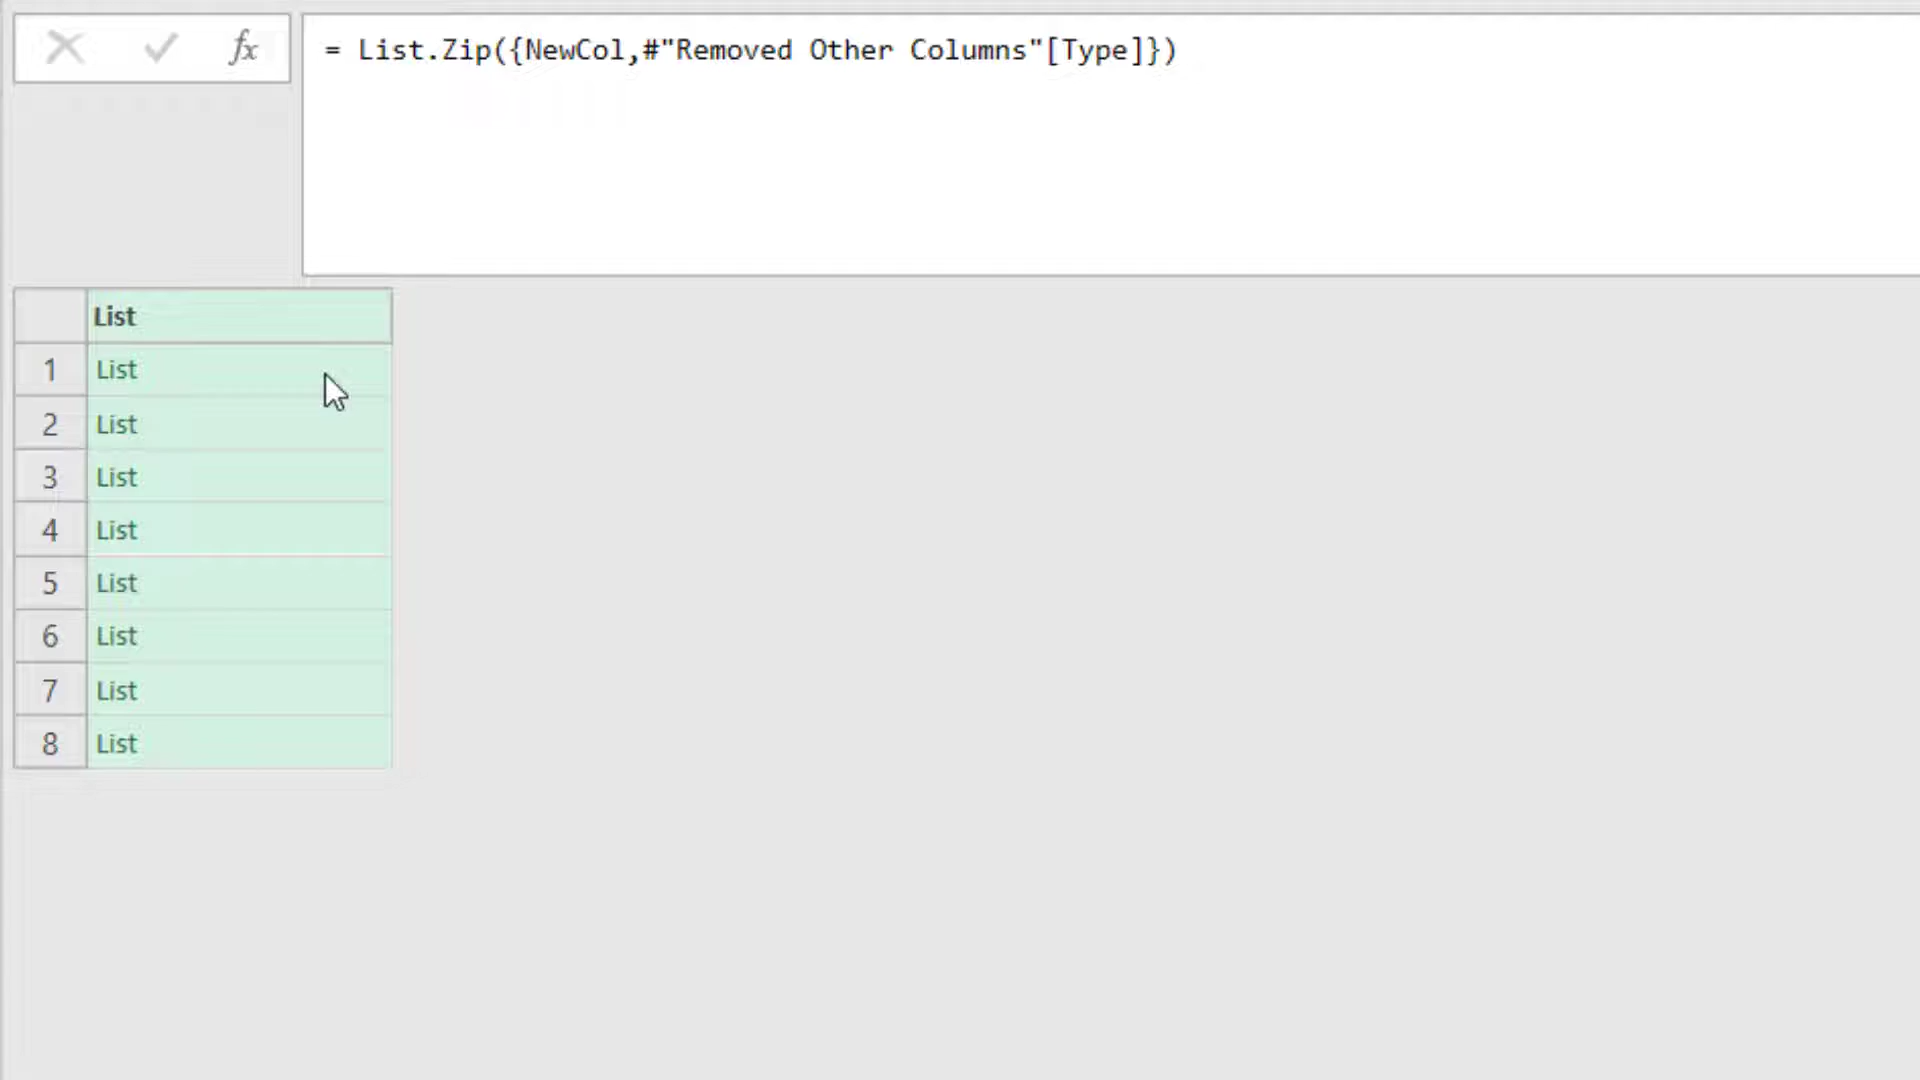 fx
= List.Zip({NewCol,#"Removed Other Columns"[Type]})
List
1 List
2 List
3 List
4 List
5 List
6 List
7 List
8 List